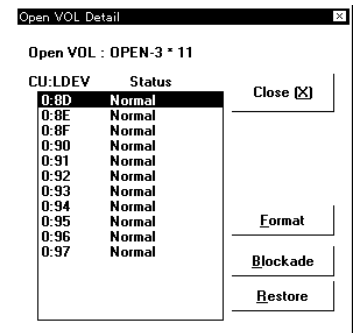 Open VOL Detail
Open VOL : OPEN-3 * 11
CU:LDEV Status
0:8D Normal
0:8E Normal
0:8F Normal
0:90 Normal
0:91 Normal
0:92 Normal
0:93 Normal
0:94 Normal
0:95 Normal
0:96 Normal
0:97 Normal
Close (X)
Format
Blockade
Restore